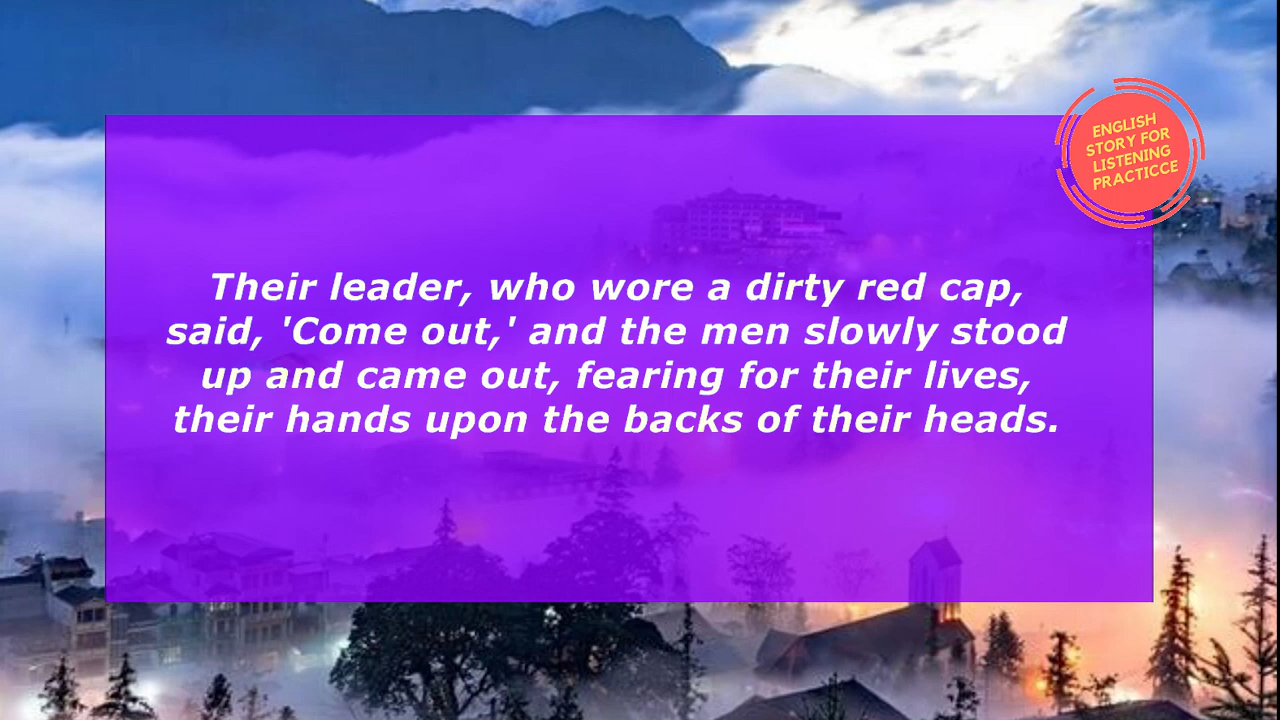 ENGLISH
STORY FOR
LISTENING
PRACTICCE
Their leader, who wore a dirty red cap,
said, 'Come out,' and the men slowly stood
up and came out, fearing for their lives,
their hands upon the backs of their heads.